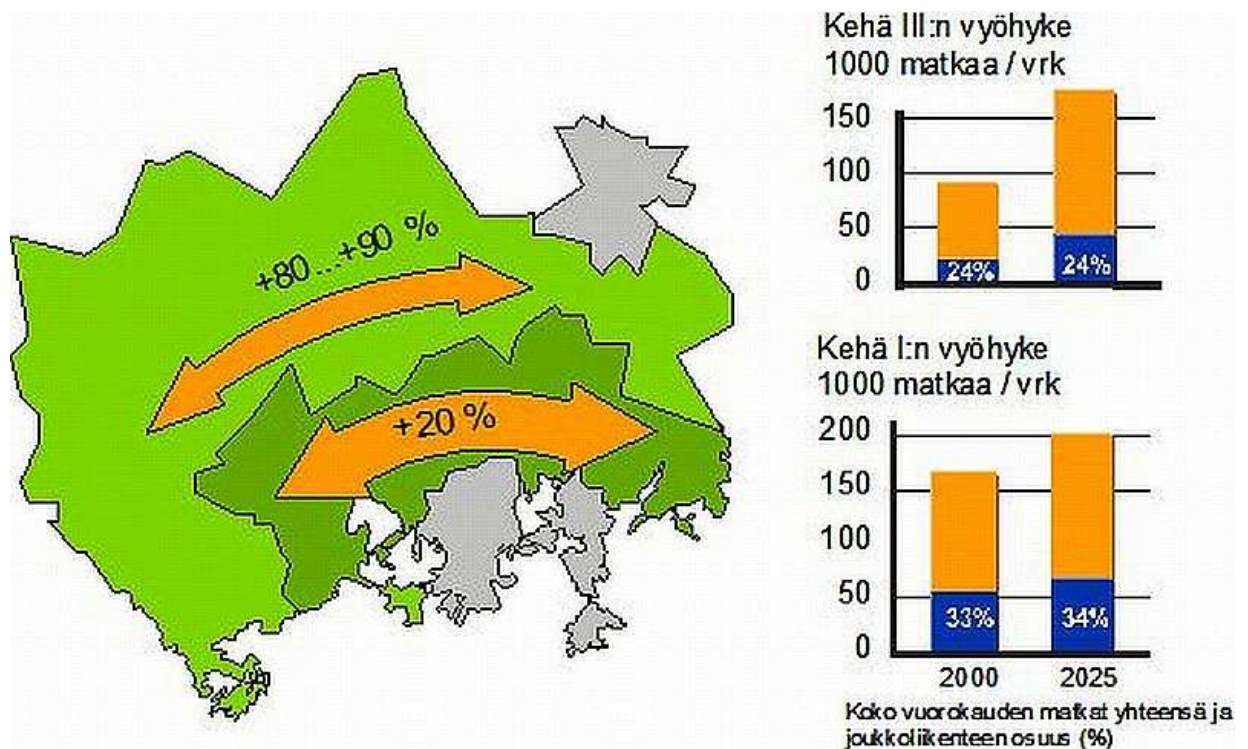 +80...+90 %
+20 %
Kehä III:n vyöhyke
1000 matkaa / vrk
150
100
50
0
24%
24%
Kehä I:n vyöhyke
1000 matkaa / vrk
200
150
100
50
0
33%
34%
2000
2025
Koko vuorokauden matkat yhteensä ja
joukkoliikenteen osuus (%)